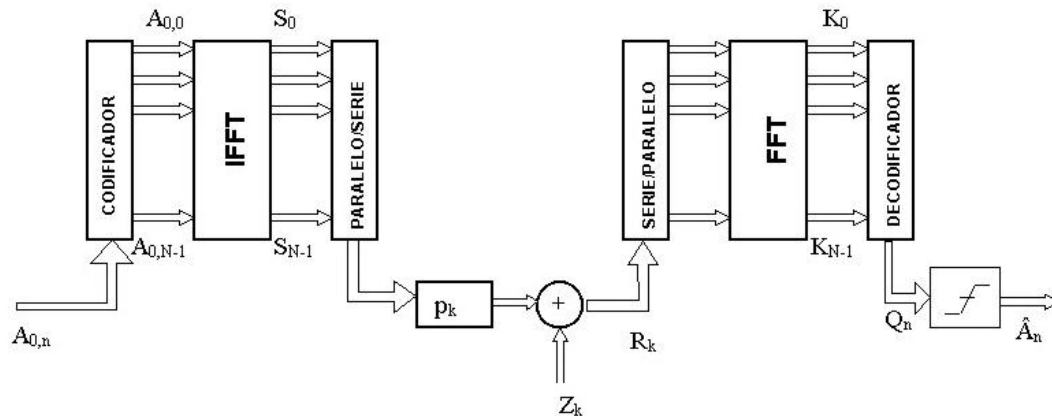 A0,0
S0
K0
CODIFICADOR
IFFT
PARALELO/SERIE
SERIE/PARALELO
FFT
DECODIFICADOR
A0,N-1
SN-1
KN-1
A0,n
pk
+
Rk
Zk
Qn
Ân